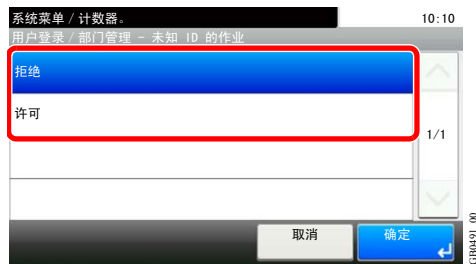 系统菜单 / 计数器。
10:10
用户登录 / 部门管理 - 未知 ID 的作业
拒绝
许可
1/1
取消
确定